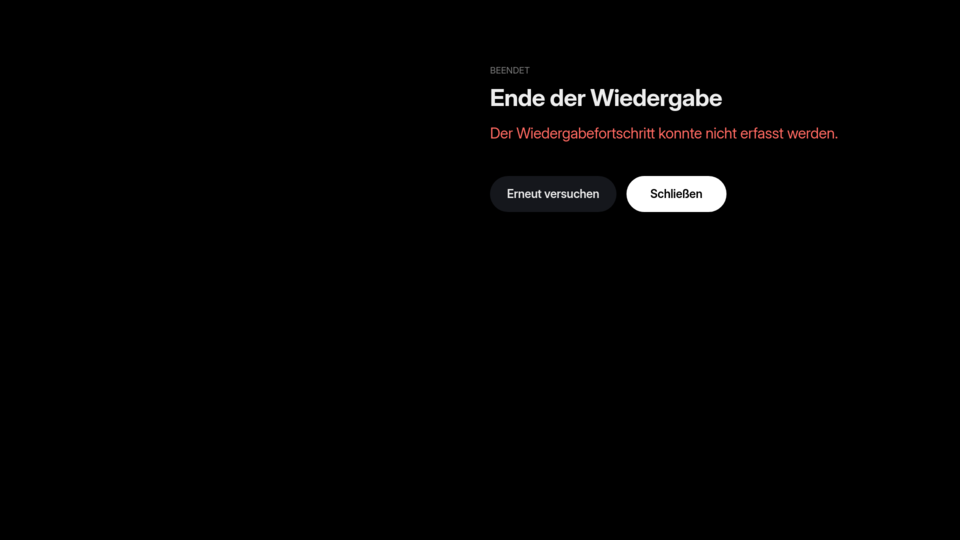 BEENDET
Ende der Wiedergabe
Der Wiedergabefortschritt konnte nicht erfasst werden.
Erneut versuchen
Schließen